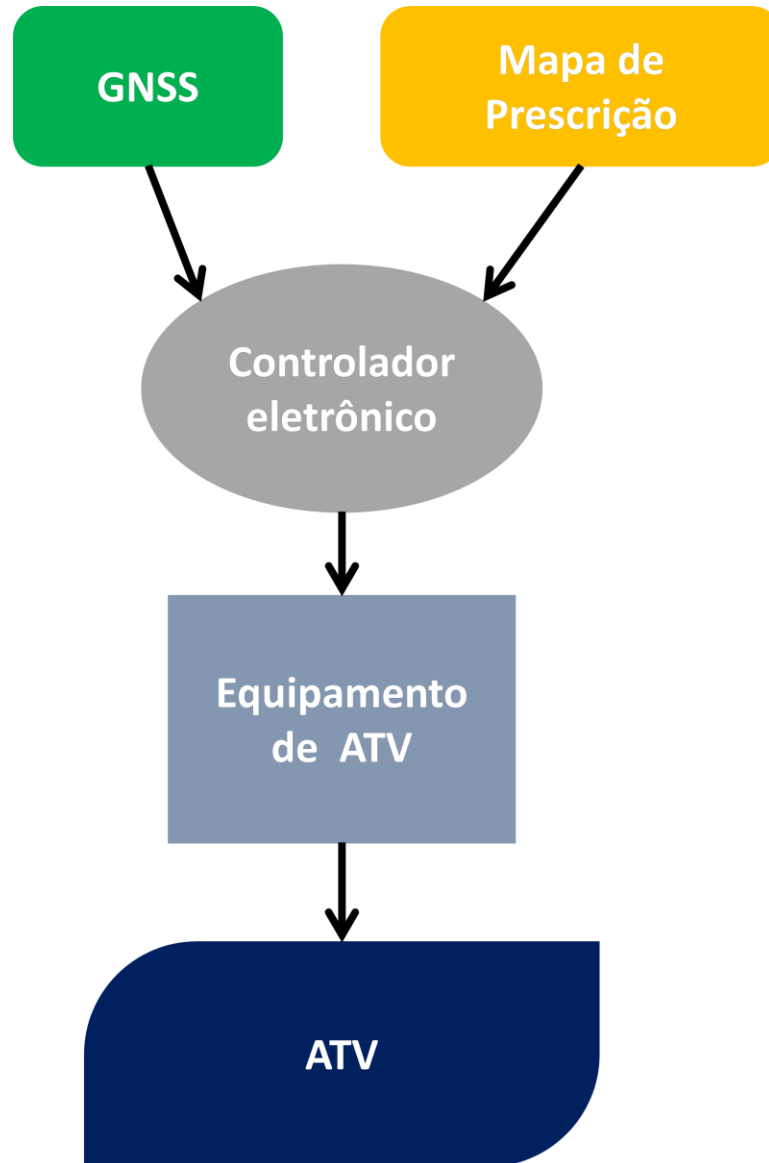 GNSS
Mapa de
Prescrição
Controlador
eletrônico
Equipamento
de ATV
ATV